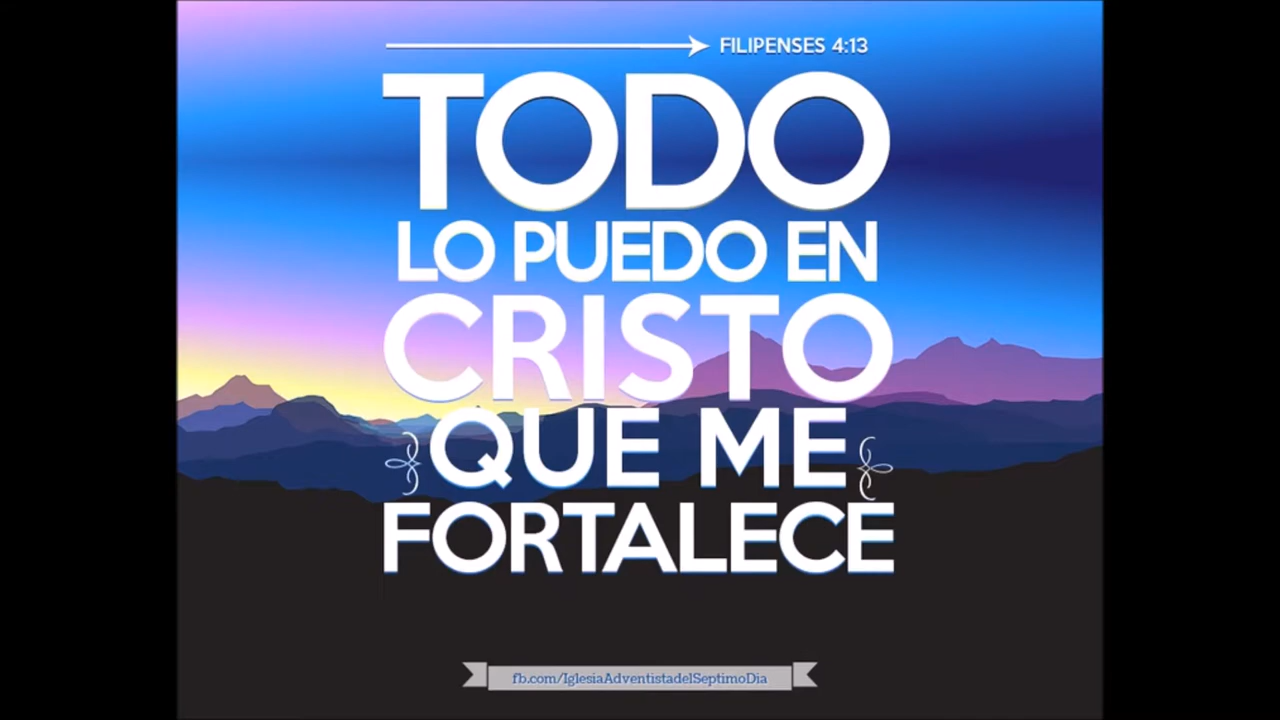 FILIPENSES 4:13
TODO
LO PUEDO EN
CRISTO
QUE ME
FORTALECE
fb.com/IglesiaAdventistadelSeptimoDia